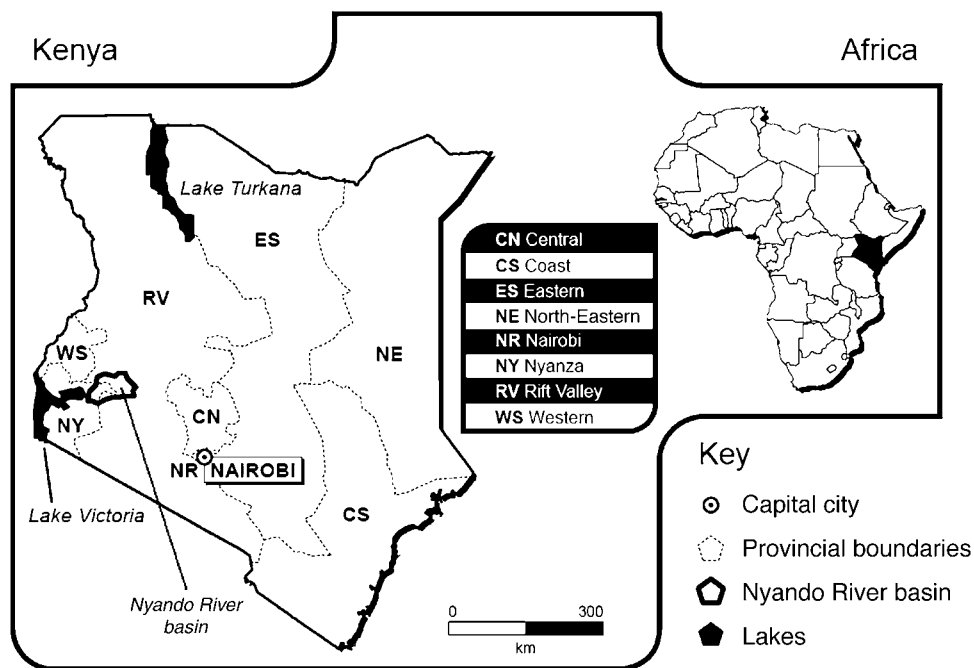 Kenya
Africa
Lake Turkana
ES
RV
WS
NE
NY
CN
NR
NAIROBI
CS
Lake Victoria
Nyando River
basin
CN Central
CS Coast
ES Eastern
NE North-Eastern
NR Nairobi
NY Nyanza
RV Rift Valley
WS Western
0 300
km
Key
Capital city
Provincial boundaries
Nyando River basin
Lakes